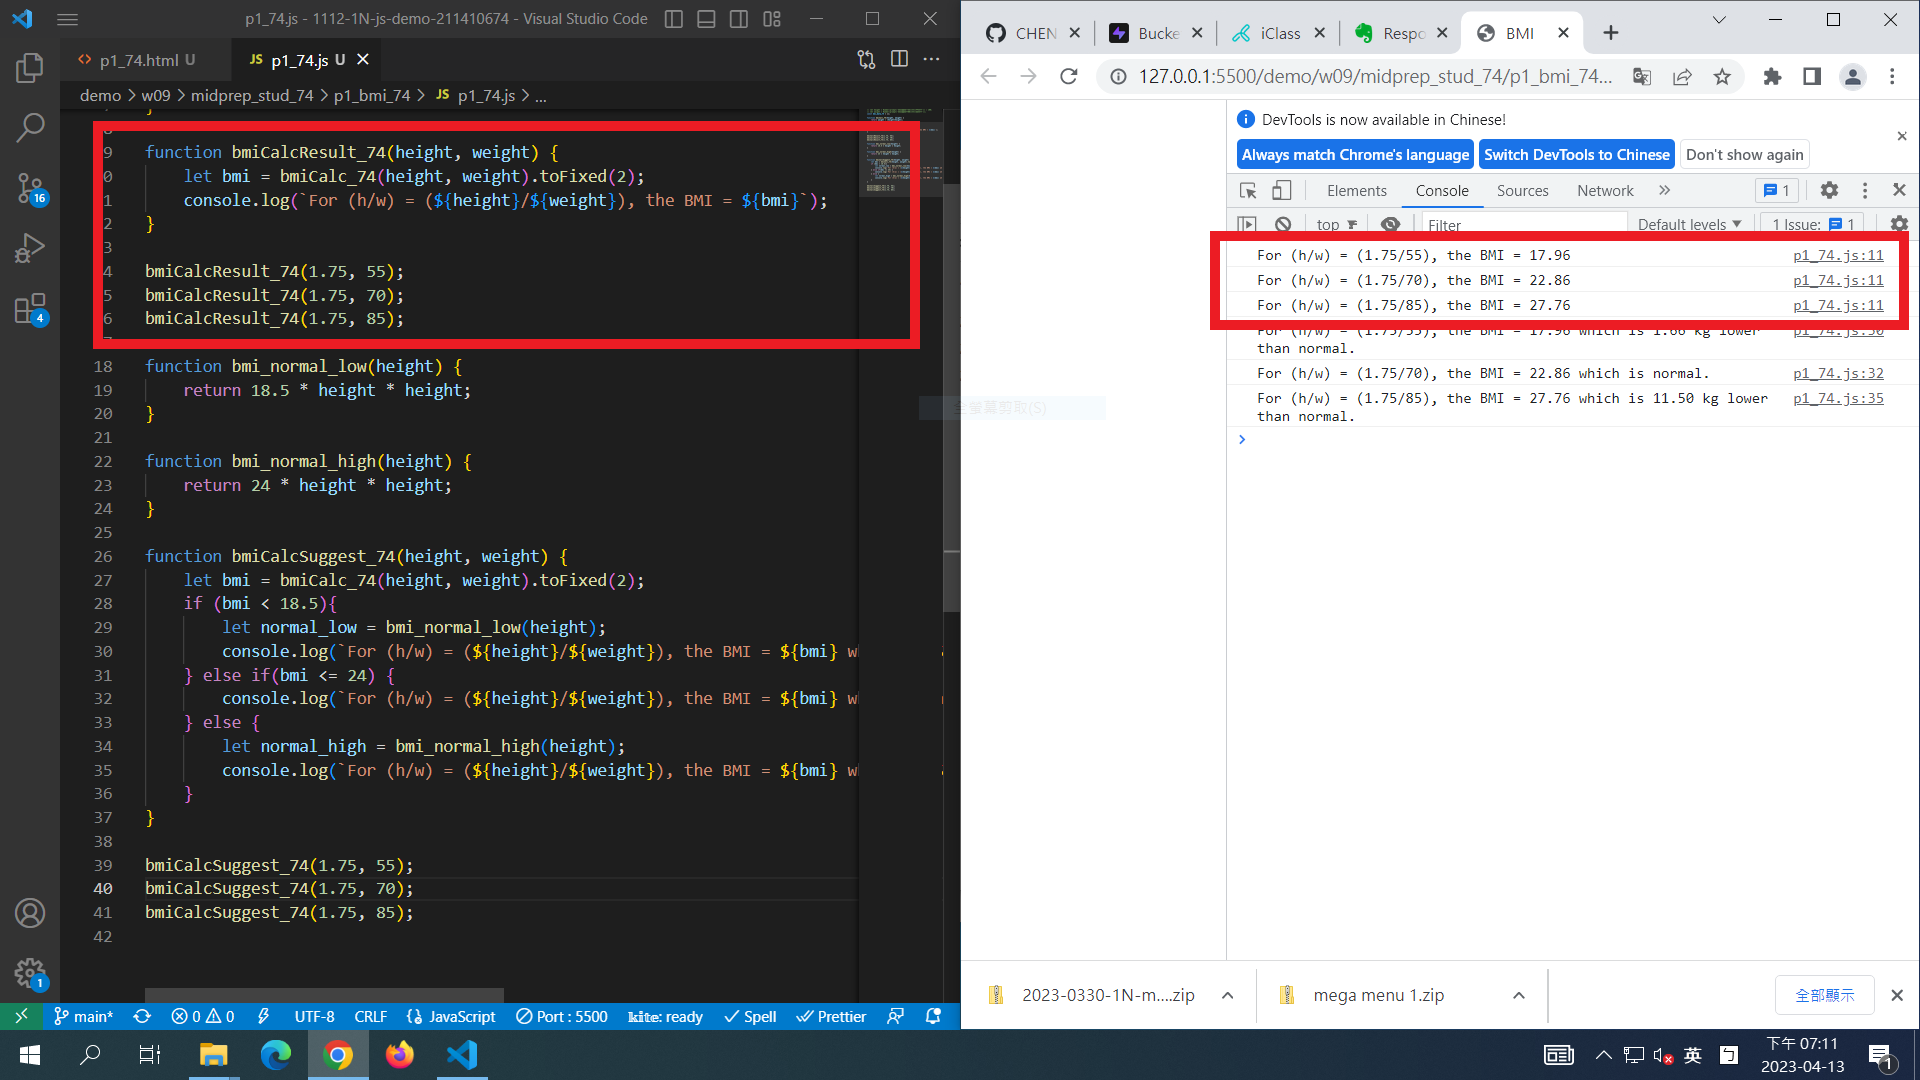 p1_74.js - 1112-1N-js-demo-211410674 - Visual Studio Code
p1_74.html U
JS p1_74.js U
demo > w09 > midprep_stud_74 > p1_bmi_74 > JS p1_74.js > ...
}
9 function bmiCalcResult_74(height, weight) {
0 let bmi = bmiCalc_74(height, weight).toFixed(2);
1 console.log(`For (h/w) = (${height}/${weight}), the BMI = ${bmi}`);
2 }
3
4 bmiCalcResult_74(1.75, 55);
5 bmiCalcResult_74(1.75, 70);
6 bmiCalcResult_74(1.75, 85);
18 function bmi_normal_low(height) {
19 return 18.5 * height * height;
20 }
21
22 function bmi_normal_high(height) {
23 return 24 * height * height;
24 }
25
26 function bmiCalcSuggest_74(height, weight) {
27 let bmi = bmiCalc_74(height, weight).toFixed(2);
28 if (bmi < 18.5){
29 let normal_low = bmi_normal_low(height);
30 console.log(`For (h/w) = (${height}/${weight}), the BMI = ${bmi} w
31 } else if(bmi <= 24) {
32 console.log(`For (h/w) = (${height}/${weight}), the BMI = ${bmi} w
33 } else {
34 let normal_high = bmi_normal_high(height);
35 console.log(`For (h/w) = (${height}/${weight}), the BMI = ${bmi} w
36 }
37 }
38
39 bmiCalcSuggest_74(1.75, 55);
40 bmiCalcSuggest_74(1.75, 70);
41 bmiCalcSuggest_74(1.75, 85);
42
16
4
1
main* 0 0 UTF-8 CRLF {} JavaScript Port : 5500 kite: ready Spell Prettier
全螢幕剪取(S)
CHEN
Bucke
iClass
Respo
BMI
127.0.0.1:5500/demo/w09/midprep_stud_74/p1_bmi_74...
DevTools is now available in Chinese!
Always match Chrome's language Switch DevTools to Chinese Don't show again
Elements Console Sources Network » 1
top Filter Default levels ▼ 1 Issue: 1
For (h/w) = (1.75/55), the BMI = 17.96 p1_74.js:11
For (h/w) = (1.75/70), the BMI = 22.86 p1_74.js:11
For (h/w) = (1.75/85), the BMI = 27.76 p1_74.js:11
For (h/w) = (1.75/55), the BMI = 17.96 which is 1.66 kg lower p1_74.js:30
than normal.
For (h/w) = (1.75/70), the BMI = 22.86 which is normal. p1_74.js:32
For (h/w) = (1.75/85), the BMI = 27.76 which is 11.50 kg lower p1_74.js:35
than normal.
2023-0330-1N-m....zip
mega menu 1.zip
全部顯示
英
ㄅ
下午 07:11
2023-04-13
1